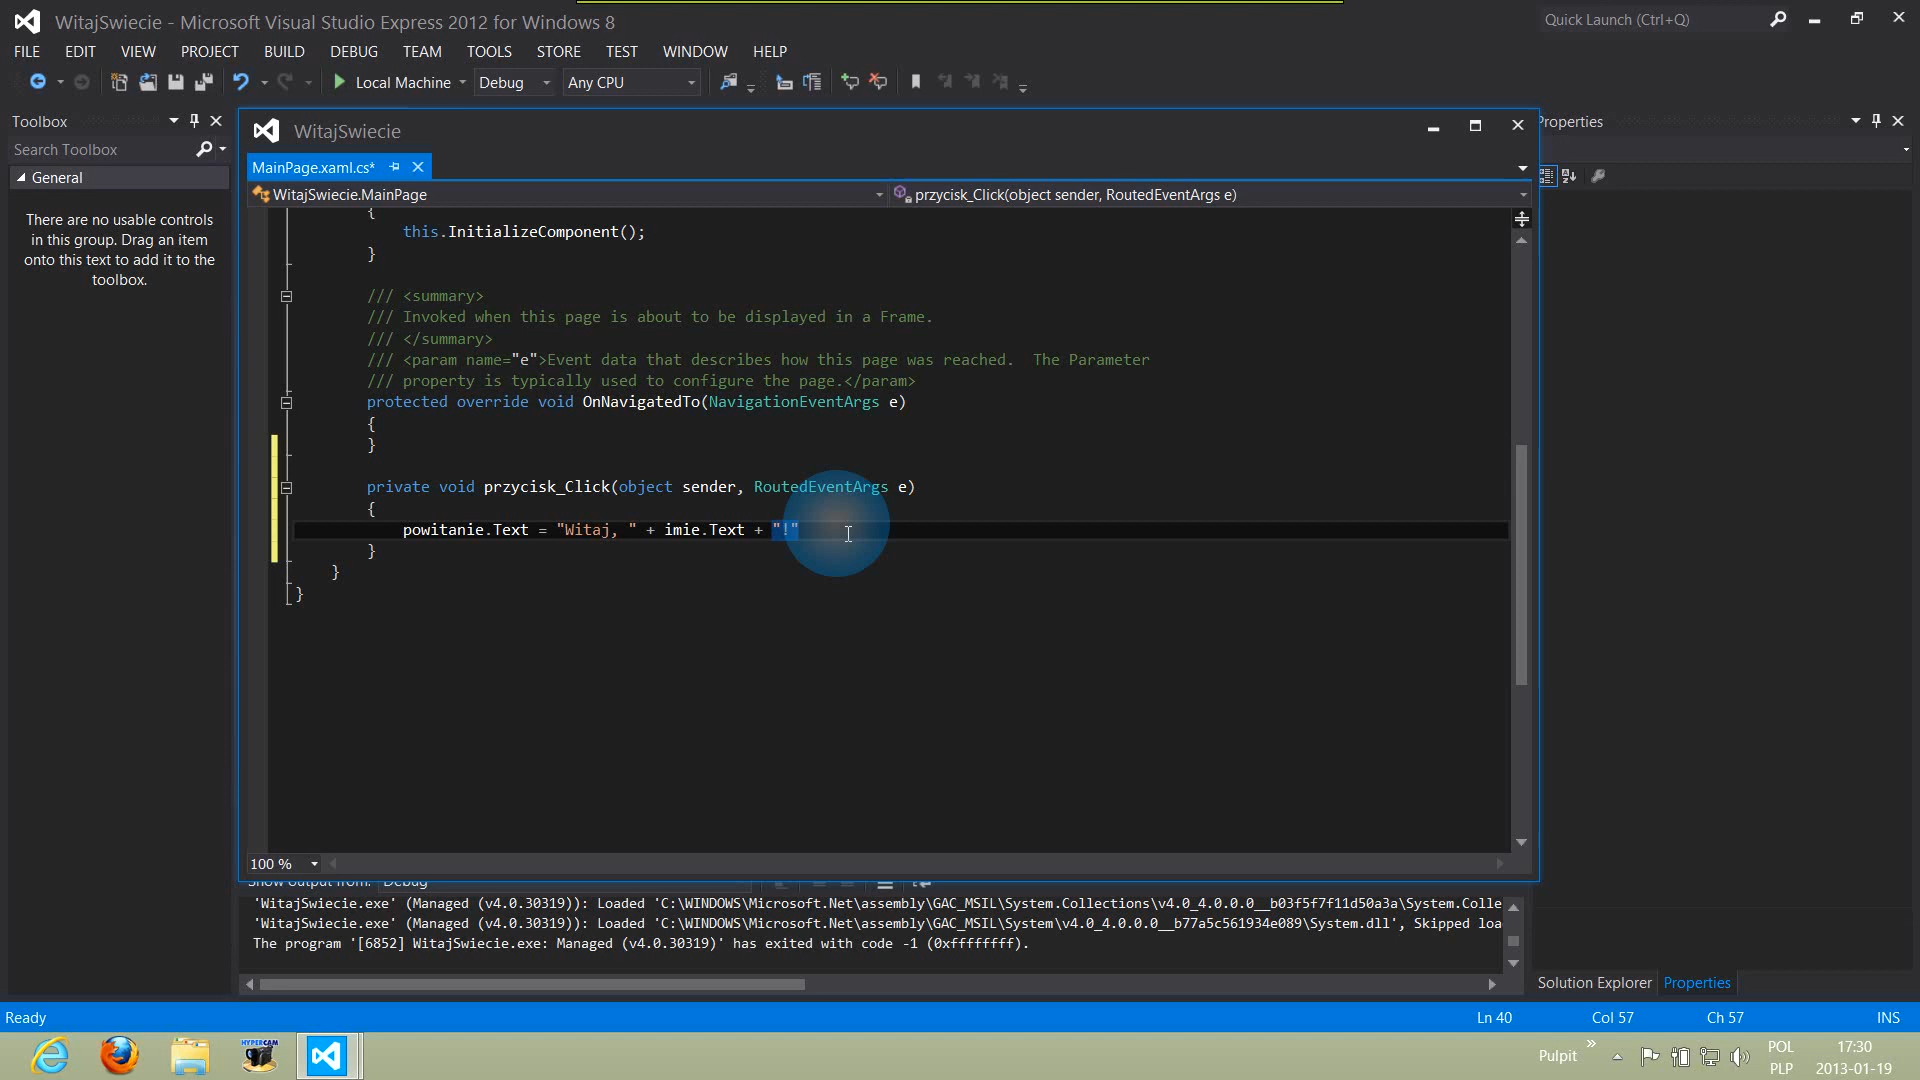 WitajSwiecie - Microsoft Visual Studio Express 2012 for Windows 8
Quick Launch (Ctrl+Q)
FILE EDIT VIEW PROJECT BUILD DEBUG TEAM TOOLS STORE TEST WINDOW HELP
Local Machine Debug Any CPU
Toolbox
Search Toolbox
General
There are no usable controls
in this group. Drag an item
onto this text to add it to the
toolbox.
WitajSwiecie
MainPage.xaml.cs*
WitajSwiecie.MainPage
przycisk_Click(object sender, RoutedEventArgs e)
{
this.InitializeComponent();
}
/// <summary>
/// Invoked when this page is about to be displayed in a Frame.
/// </summary>
/// <param name="e">Event data that describes how this page was reached.  The Parameter
/// property is typically used to configure the page.</param>
protected override void OnNavigatedTo(NavigationEventArgs e)
{
}
private void przycisk_Click(object sender, RoutedEventArgs e)
{
powitanie.Text = "Witaj, " + imie.Text + "!"
}
}
}
100 %
Show output from: Debug
'WitajSwiecie.exe' (Managed (v4.0.30319)): Loaded 'C:\WINDOWS\Microsoft.Net\assembly\GAC_MSIL\System.Collections\v4.0_4.0.0.0__b03f5f7f11d50a3a\System.Colle
'WitajSwiecie.exe' (Managed (v4.0.30319)): Loaded 'C:\WINDOWS\Microsoft.Net\assembly\GAC_MSIL\System\v4.0_4.0.0.0__b77a5c561934e089\System.dll', Skipped loa
The program '[6852] WitajSwiecie.exe: Managed (v4.0.30319)' has exited with code -1 (0xffffffff).
Properties
Solution Explorer Properties
Ready
Ln 40 Col 57 Ch 57 INS
HYPERCAM
Pulpit
POL
PLP
17:30
2013-01-19